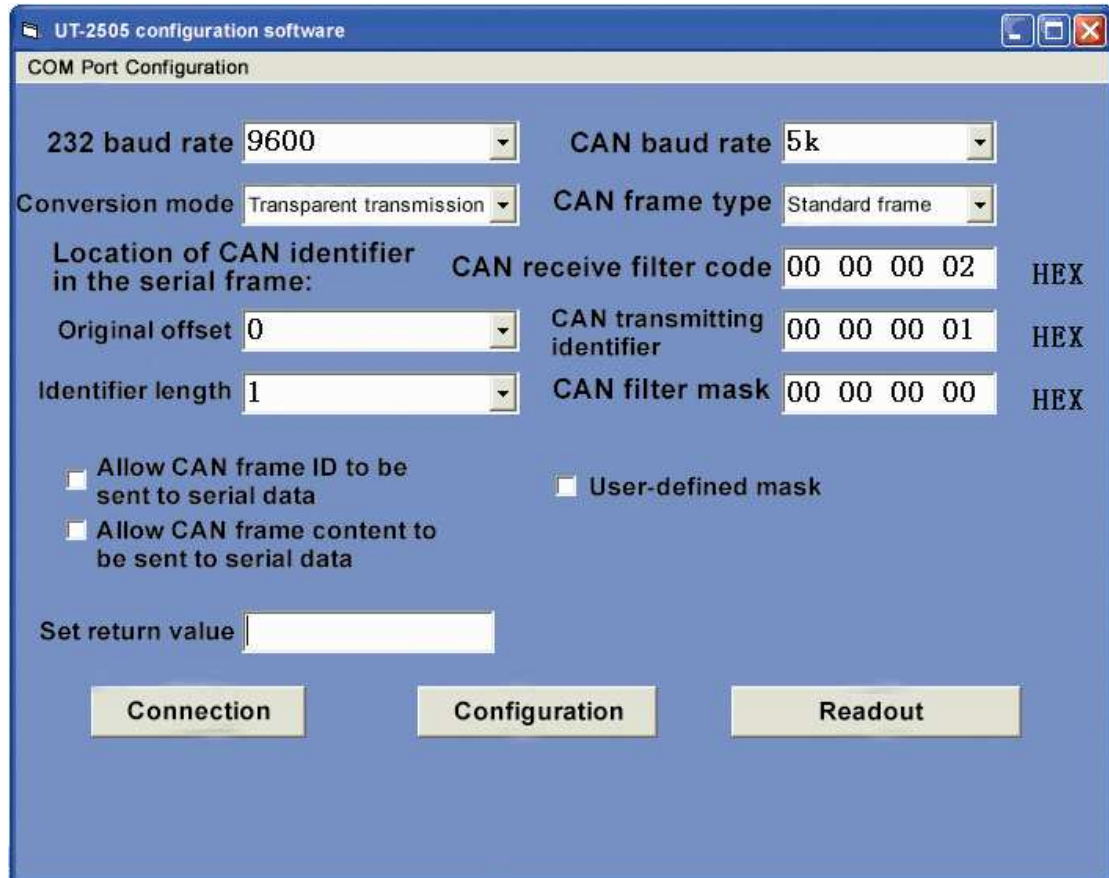 UT-2505 configuration software
COM Port Configuration
232 baud rate 9600
CAN baud rate 5k
Conversion mode Transparent transmission
CAN frame type Standard frame
Location of CAN identifier
in the serial frame:
CAN receive filter code 00 00 00 02 HEX
Original offset 0
CAN transmitting
identifier 00 00 00 01 HEX
Identifier length 1
CAN filter mask 00 00 00 00 HEX
Allow CAN frame ID to be
sent to serial data
User-defined mask
Allow CAN frame content to
be sent to serial data
Set return value
Connection
Configuration
Readout